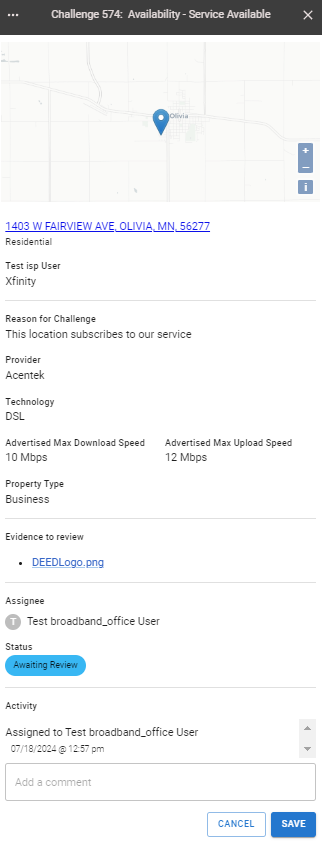 Challenge 574: Availability - Service Available
Olivia
+
–
i
1403 W FAIRVIEW AVE, OLIVIA, MN, 56277
Residential
Test isp User
Xfinity
Reason for Challenge
This location subscribes to our service
Provider
Acentek
Technology
DSL
Advertised Max Download Speed Advertised Max Upload Speed
10 Mbps 12 Mbps
Property Type
Business
Evidence to review
• DEEDLogo.png
Assignee
T Test broadband_office User
Status
Awaiting Review
Activity
Assigned to Test broadband_office User
07/18/2024 @ 12:57 pm
Add a comment
CANCEL SAVE